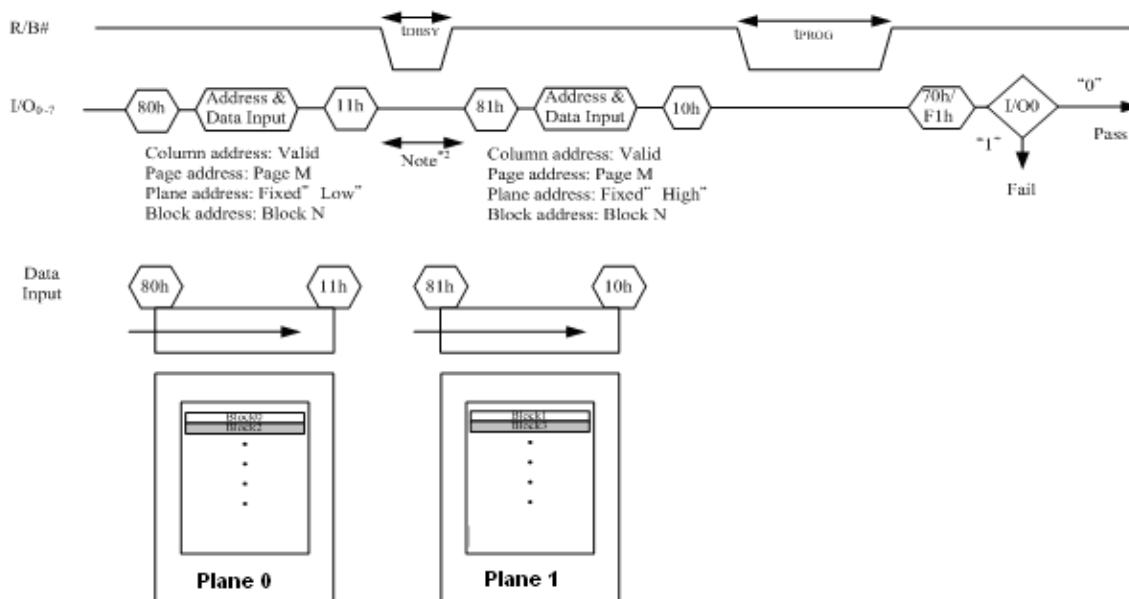 R/B#
tDBSY
tPROG
I/O0~7
80h
Address &
Data Input
11h
81h
Address &
Data Input
10h
70h/
F1h
I/O0
“0”
Pass
“1”
Fail
Note*2
Column address: Valid
Page address: Page M
Plane address: Fixed” Low”
Block address: Block N
Column address: Valid
Page address: Page M
Plane address: Fixed” High”
Block address: Block N
Data
Input
80h
11h
81h
10h
Block0
Block2
Block1
Block3
Plane 0
Plane 1